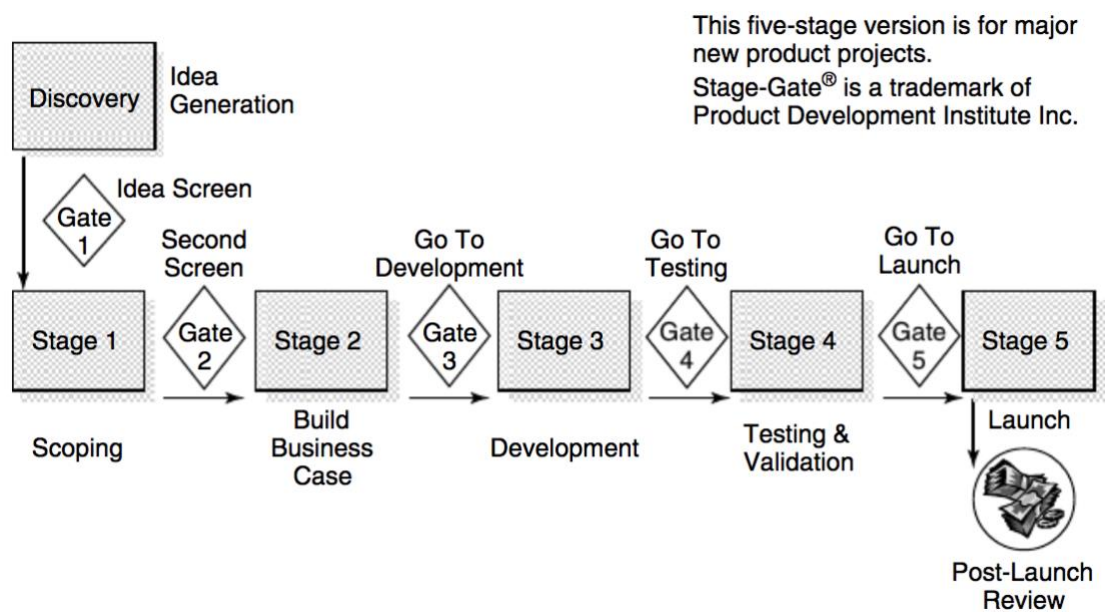 This five-stage version is for major
new product projects.
Stage-Gate® is a trademark of
Product Development Institute Inc.
Discovery
Idea
Generation
Idea Screen
Gate
1
Second
Screen
Go To
Development
Go To
Testing
Go To
Launch
Stage 1
Gate
2
Stage 2
Gate
3
Stage 3
Gate
4
Stage 4
Gate
5
Stage 5
Scoping
Build
Business
Case
Development
Testing &
Validation
Launch
Post-Launch
Review